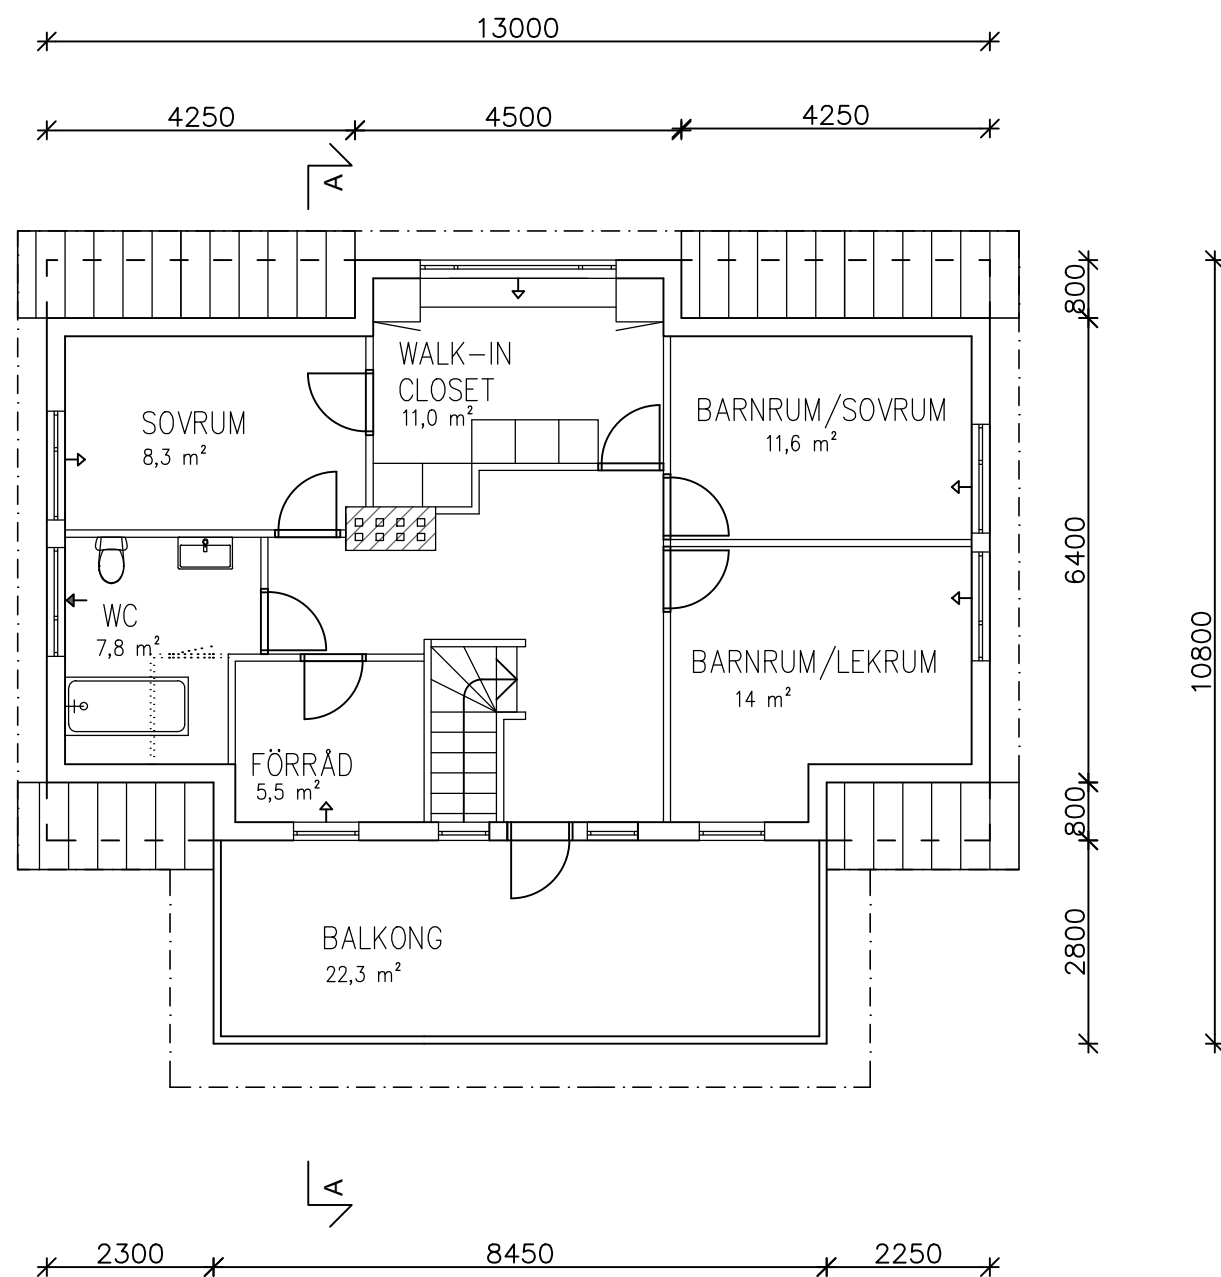 13000
4250
4500
4250
A
800
WALK-IN
CLOSET
11,0 m²
SOVRUM
8,3 m²
BARNRUM/SOVRUM
11,6 m²
6400
WC
7,8 m²
10800
BARNRUM/LEKRUM
14 m²
FÖRRÅD
5,5 m²
800
BALKONG
22,3 m²
2800
A
2300
8450
2250